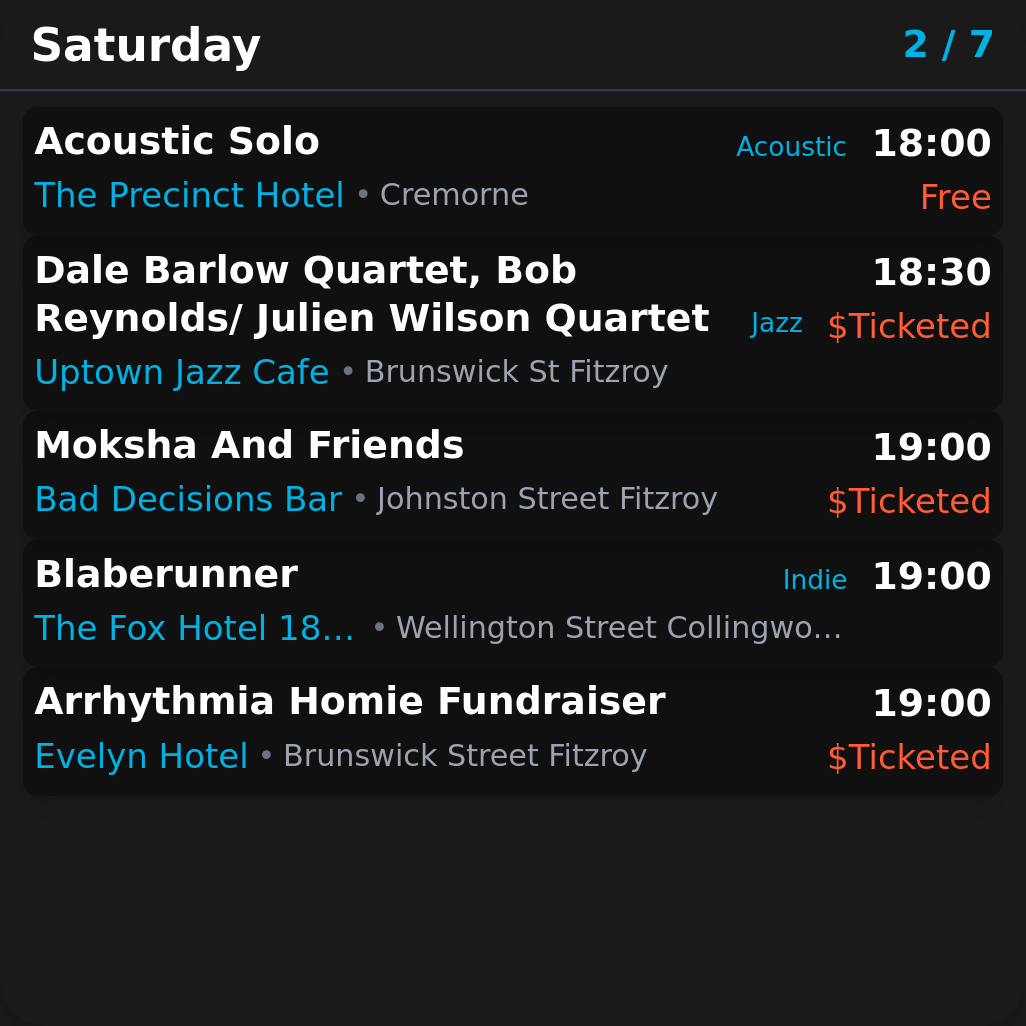 Saturday 2 / 7
Acoustic Solo Acoustic 18:00
The Precinct Hotel • Cremorne Free
Dale Barlow Quartet, Bob 18:30
Reynolds/ Julien Wilson Quartet Jazz $Ticketed
Uptown Jazz Cafe • Brunswick St Fitzroy
Moksha And Friends 19:00
Bad Decisions Bar • Johnston Street Fitzroy $Ticketed
Blaberunner Indie 19:00
The Fox Hotel 18... • Wellington Street Collingwo...
Arrhythmia Homie Fundraiser 19:00
Evelyn Hotel • Brunswick Street Fitzroy $Ticketed